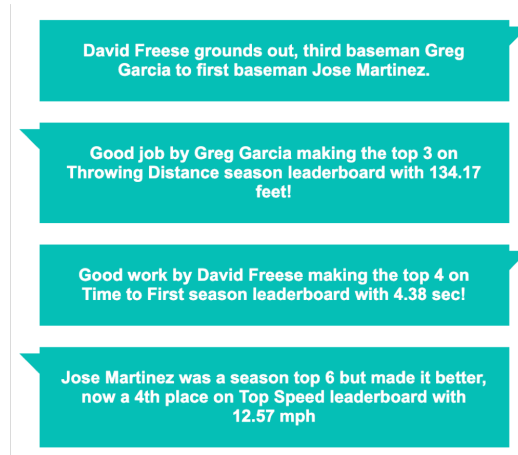 David Freese grounds out, third baseman Greg
Garcia to first baseman Jose Martinez.
Good job by Greg Garcia making the top 3 on
Throwing Distance season leaderboard with 134.17
feet!
Good work by David Freese making the top 4 on
Time to First season leaderboard with 4.38 sec!
Jose Martinez was a season top 6 but made it better,
now a 4th place on Top Speed leaderboard with
12.57 mph